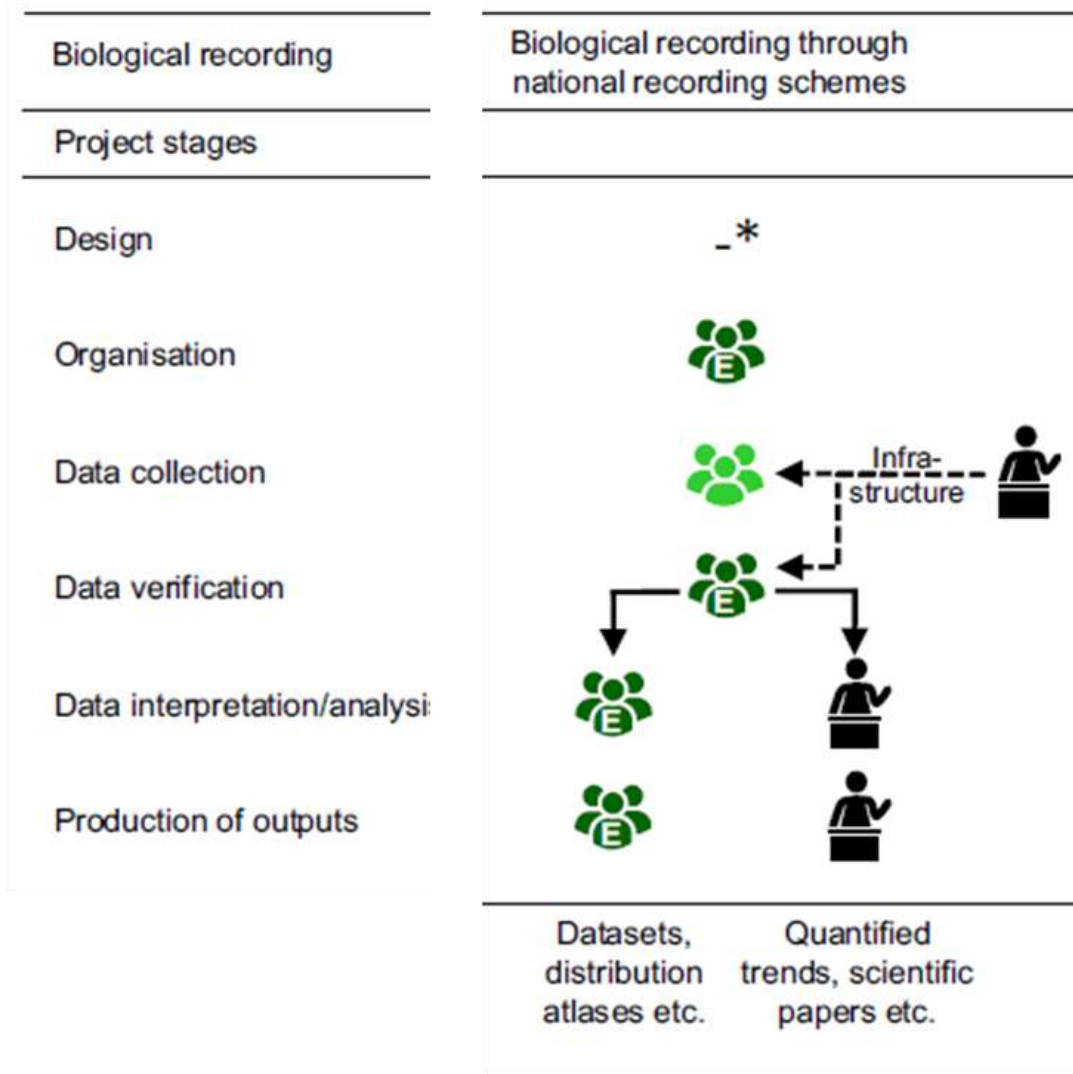 Biological recording
Biological recording through
national recording schemes
Project stages
Design
-*
Organisation
E
Data collection
Infra-
structure
Data verification
E
Data interpretation/analysi
E
Production of outputs
E
Datasets,
distribution
atlases etc.
Quantified
trends, scientific
papers etc.